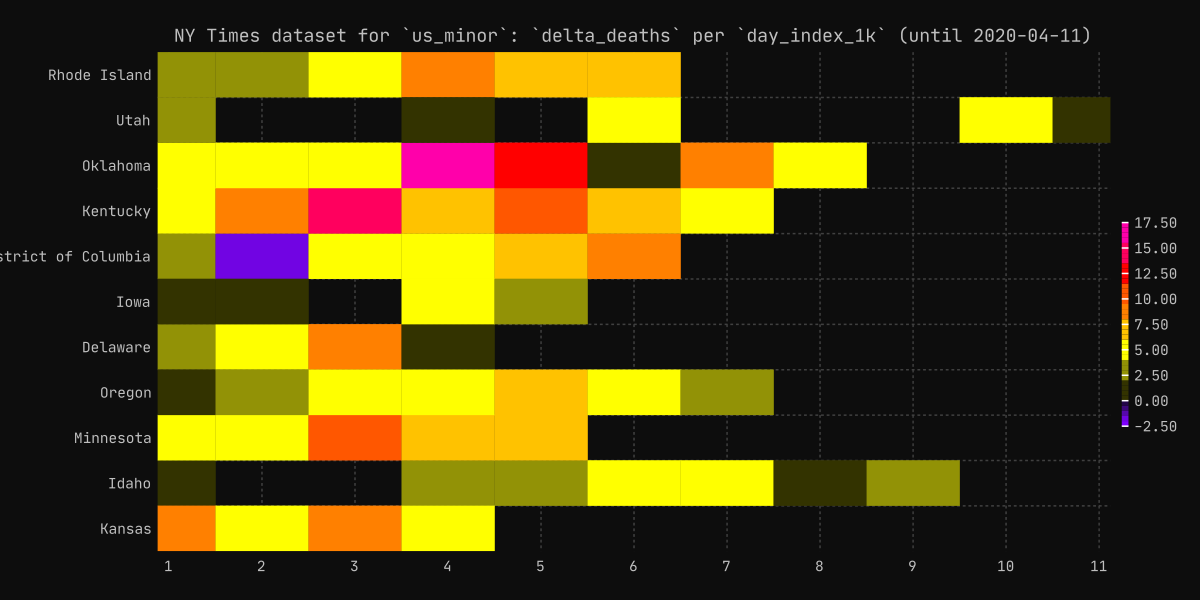 NY Times dataset for `us_minor`: `delta_deaths` per `day_index_1k` (until 2020-04-11)
Rhode Island
Utah
Oklahoma
Kentucky
strict of Columbia
Iowa
Delaware
Oregon
Minnesota
Idaho
Kansas
1 2 3 4 5 6 7 8 9 10 11
17.50
15.00
12.50
10.00
7.50
5.00
2.50
0.00
-2.50